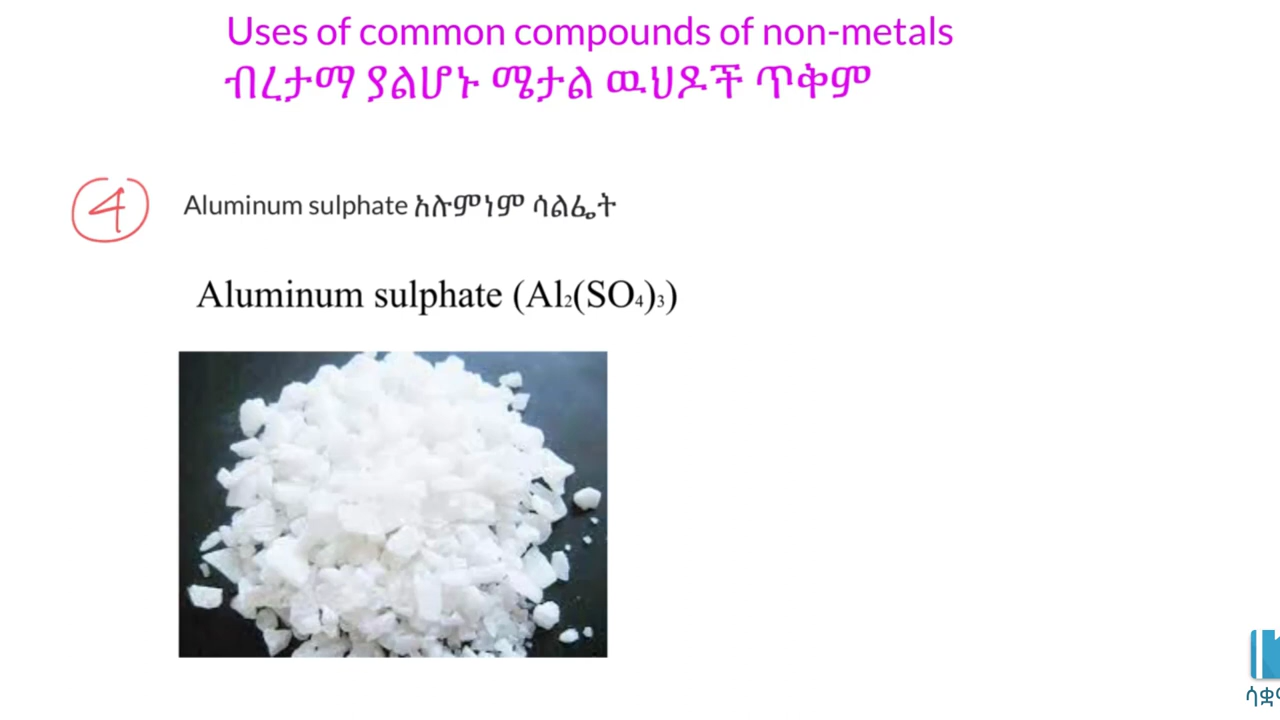 Uses of common compounds of non-metals
ብረታማ ያልሆኑ ሜታል ዉህዶች ጥቅም
4
Aluminum sulphate አሉምነም ሳልፌት
Aluminum sulphate (Al₂(SO₄)₃)